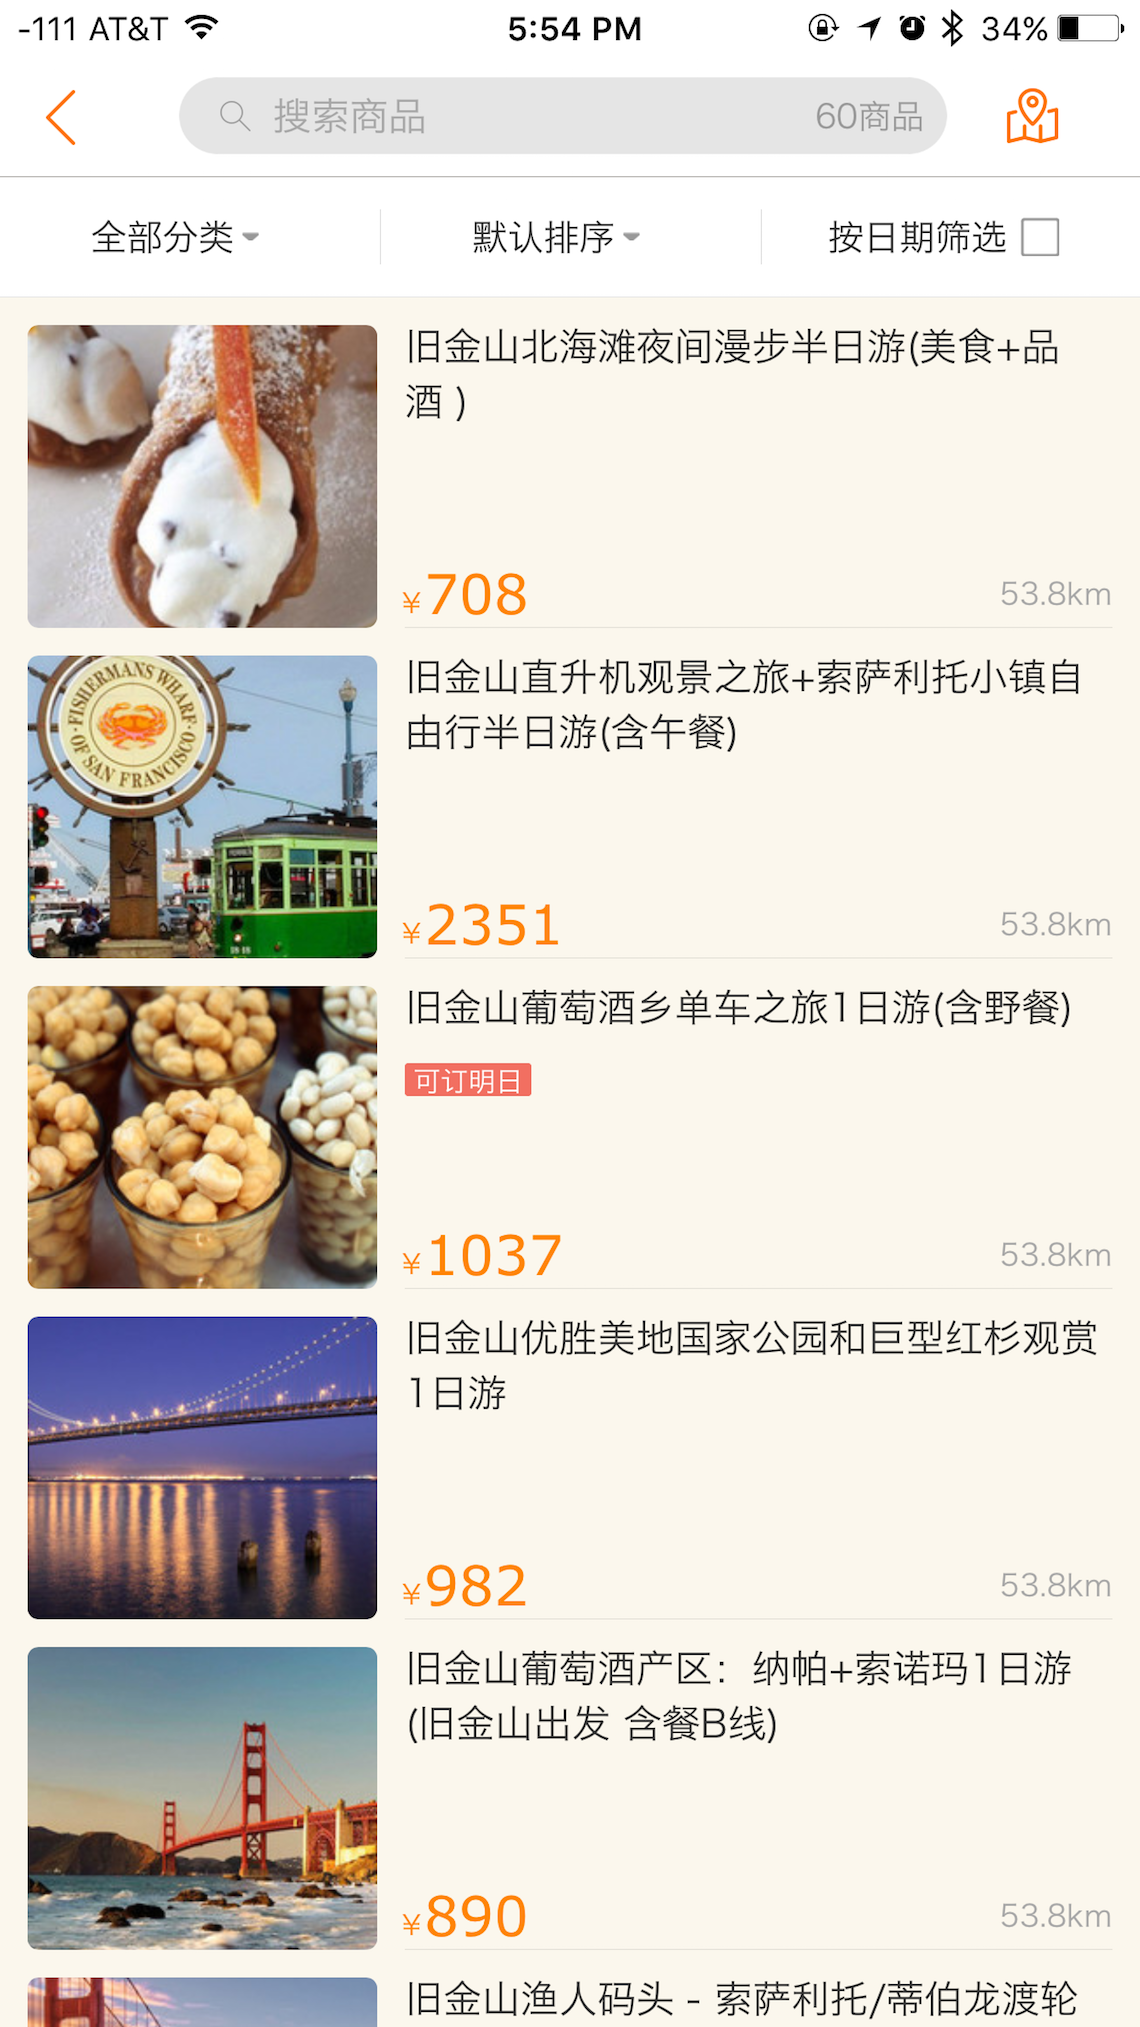 -111 AT&T 5:54 PM 34%
搜索商品 60商品
全部分类 默认排序 按日期筛选
旧金山北海滩夜间漫步半日游(美食+品
酒 )
¥708 53.8km
FISHERMANS WHARF
OF SAN FRANCISCO
旧金山直升机观景之旅+索萨利托小镇自
由行半日游(含午餐)
¥2351 53.8km
旧金山葡萄酒乡单车之旅1日游(含野餐)
可订明日
¥1037 53.8km
旧金山优胜美地国家公园和巨型红杉观赏
1日游
¥982 53.8km
旧金山葡萄酒产区：纳帕+索诺玛1日游
(旧金山出发 含餐B线)
¥890 53.8km
旧金山渔人码头 - 索萨利托/蒂伯龙渡轮